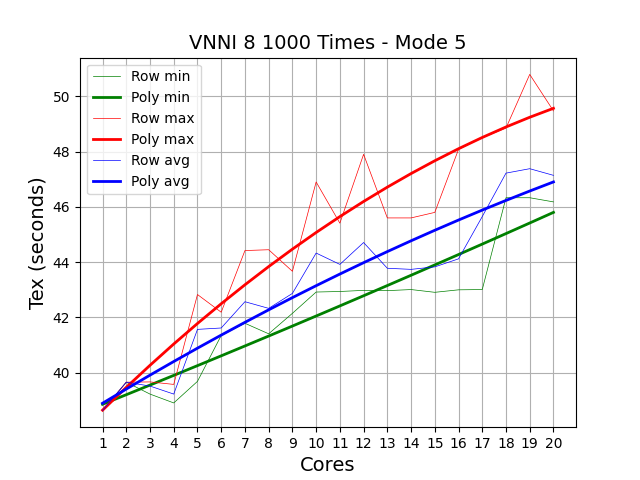 VNNI 8 1000 Times - Mode 5
Row min
Poly min
Row max
Poly max
Row avg
Poly avg
Tex (seconds)
50
48
46
44
42
40
1 2 3 4 5 6 7 8 9 10 11 12 13 14 15 16 17 18 19 20
Cores